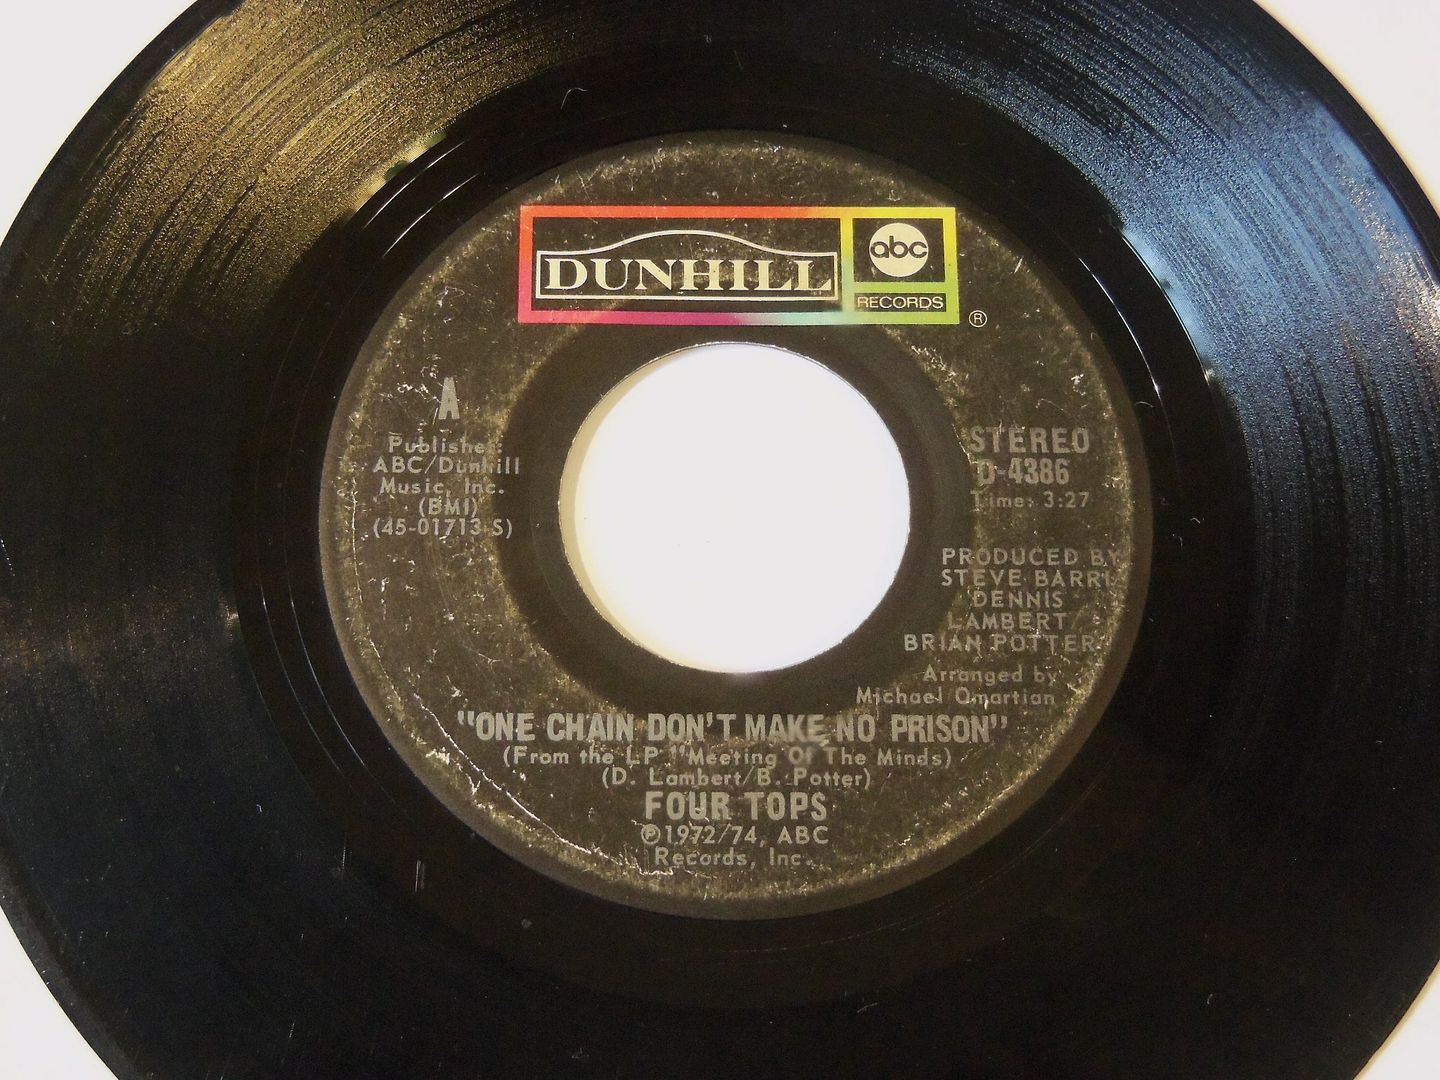 DUNHILL
abc
RECORDS
®
A
Publisher:
ABC/Dunhill
Music, Inc.
(BMI)
(45-01713 S)
STEREO
D-4386
Time: 3:27
PRODUCED BY
STEVE BARRI
DENNIS
LAMBERT/
BRIAN POTTER
Arranged by
Michael Omartian
"ONE CHAIN DON'T MAKE NO PRISON"
(From the LP "Meeting Of The Minds)
(D. Lambert/B. Potter)
FOUR TOPS
℗1972/74, ABC
Records, Inc.